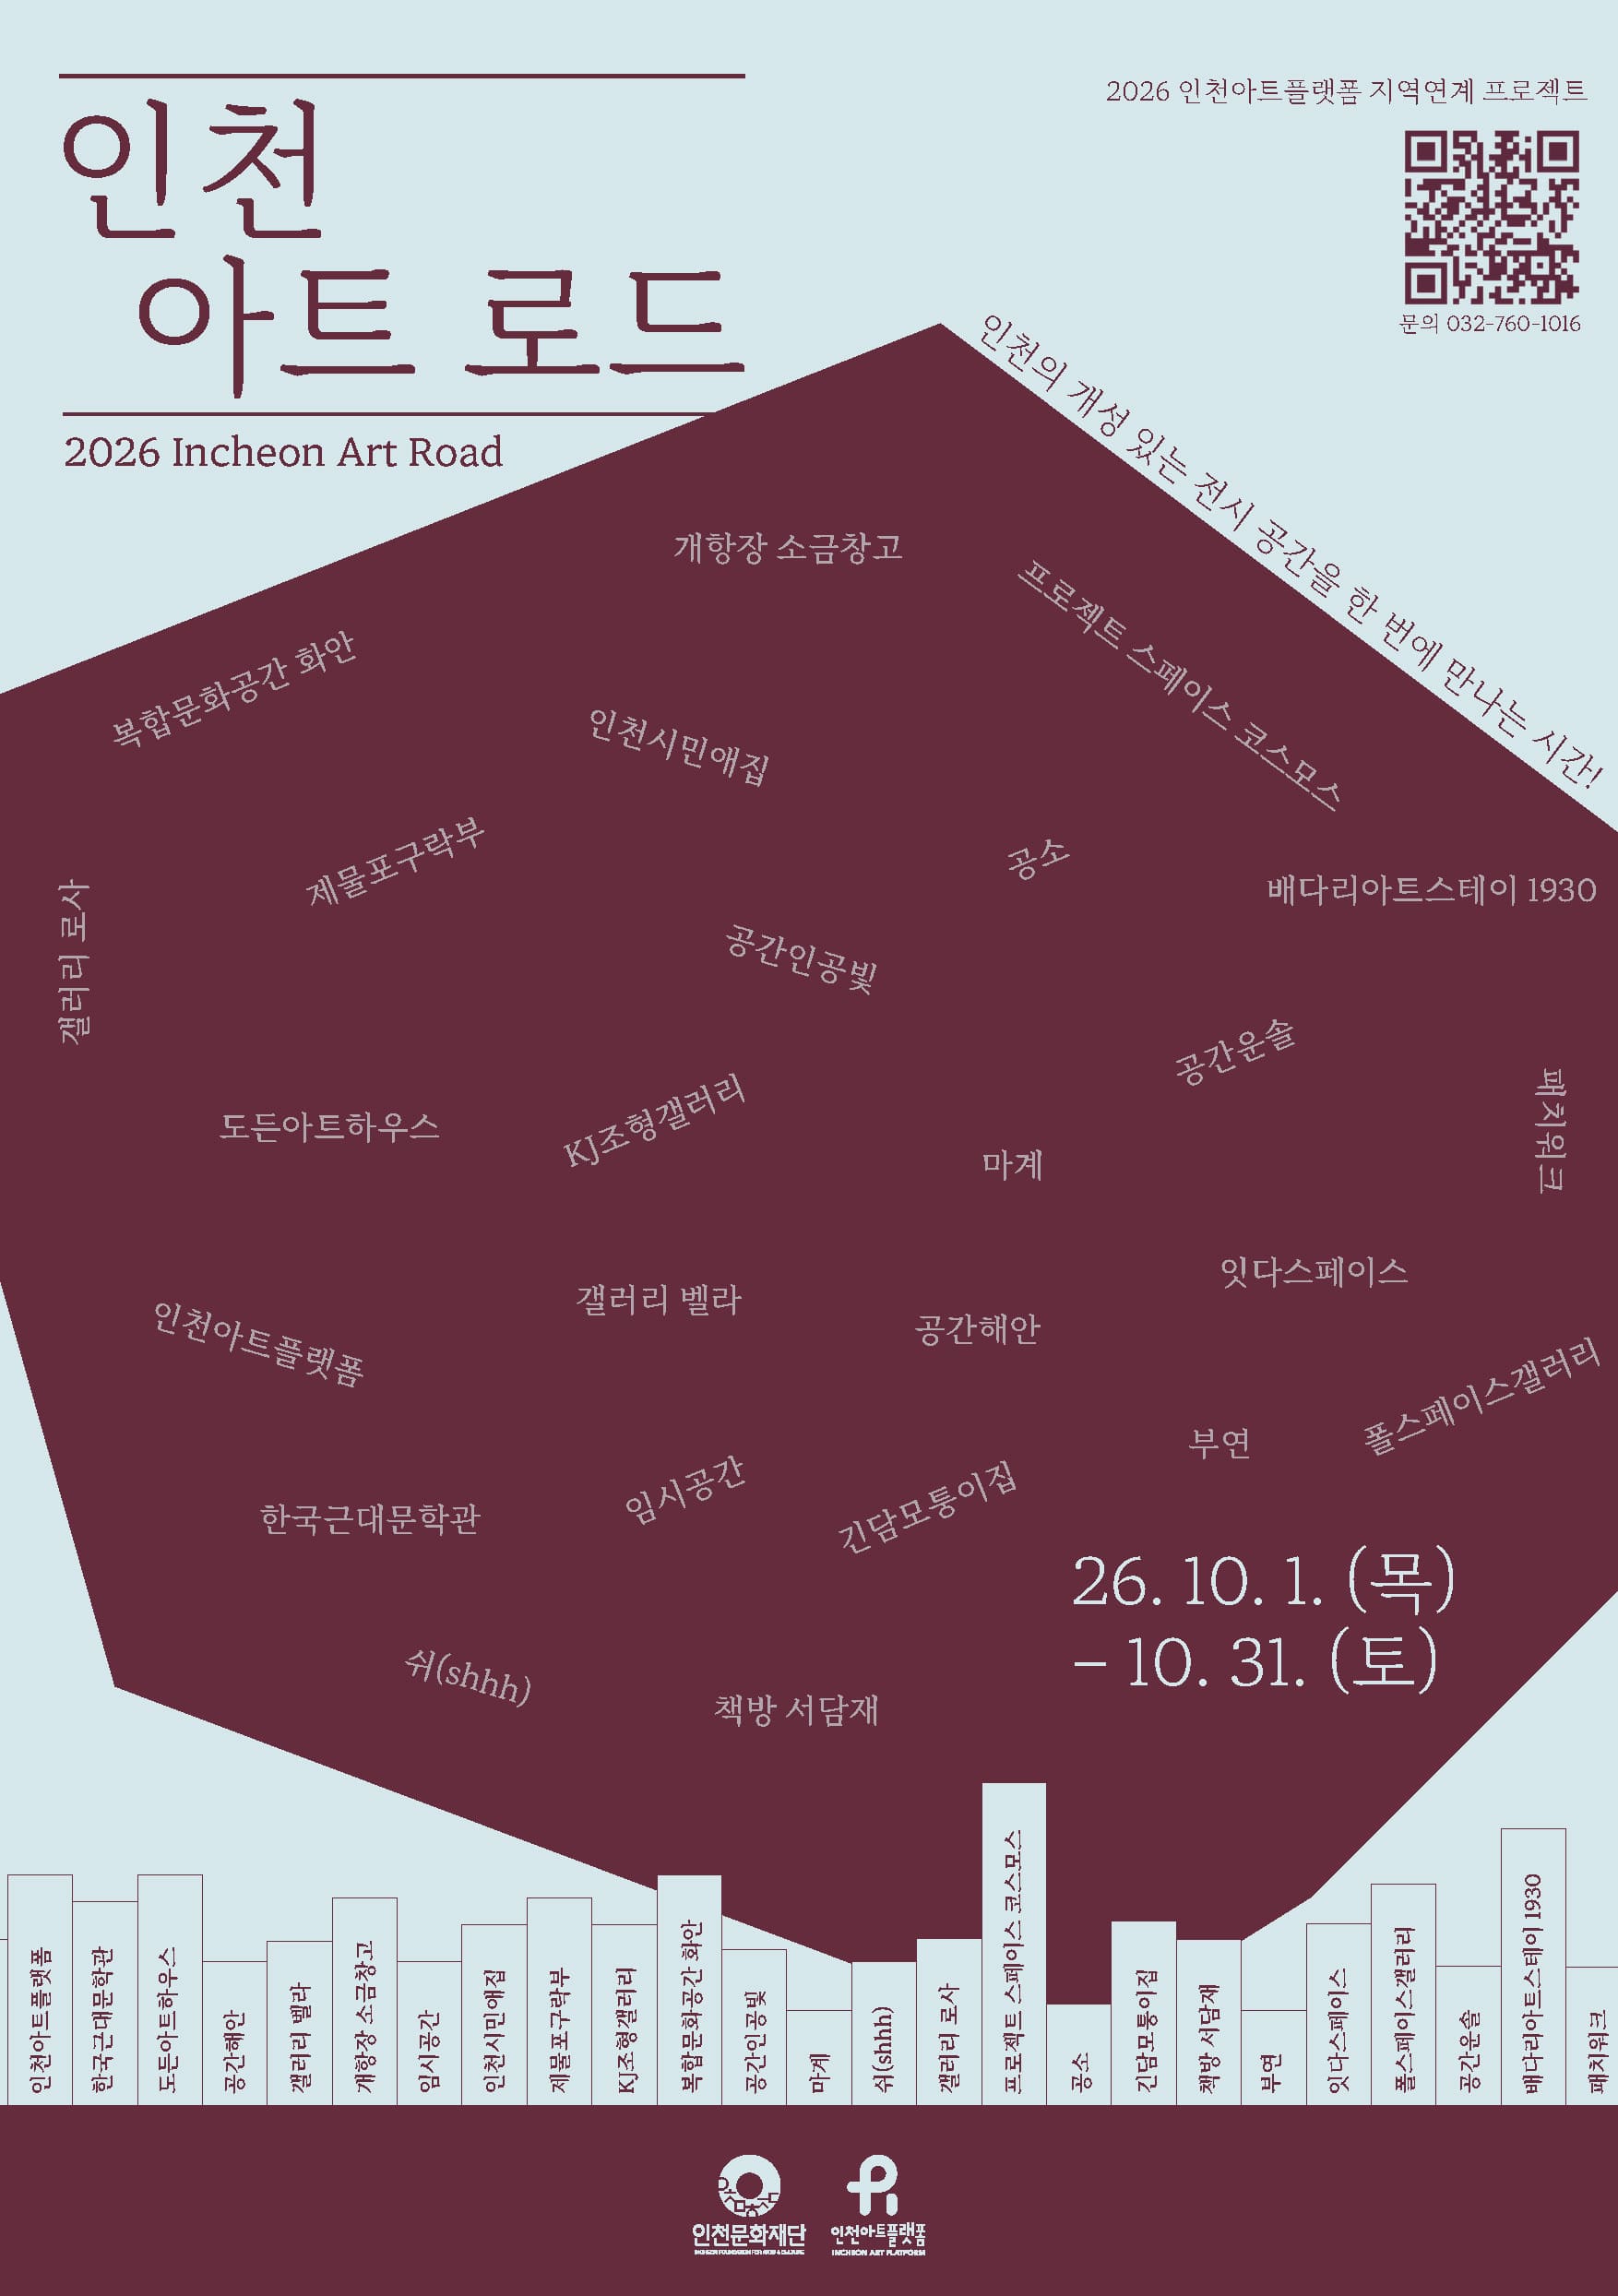 인천
아트 로드
2026 Incheon Art Road
2026 인천아트플랫폼 지역연계 프로젝트
문의 032-760-1016
인천의 개성 있는 전시 공간을 한 번에 만나는 시간!
개항장 소금창고
프로젝트 스페이스 코스모스
복합문화공간 화안
인천시민애집
제물포구락부
공소
배다리아트스테이 1930
갤러리 로사
공간인공빛
공간운솔
도든아트하우스
KJ조형갤러리
마계
패치워크
잇다스페이스
갤러리 벨라
인천아트플랫폼
공간해안
폴스페이스갤러리
부연
임시공간
긴담모퉁이집
한국근대문학관
26. 10. 1. (목)
– 10. 31. (토)
쉬(shhh)
책방 서담재
인천아트플랫폼
한국근대문학관
도든아트하우스
공간해안
갤러리 벨라
개항장 소금창고
임시공간
인천시민애집
제물포구락부
KJ조형갤러리
복합문화공간 화안
공간인공빛
마계
쉬(shhh)
갤러리 로사
프로젝트 스페이스 코스모스
공소
긴담모퉁이집
책방 서담재
부연
잇다스페이스
폴스페이스갤러리
공간운솔
배다리아트스테이 1930
패치워크
인천문화재단
INCHEON FOUNDATION FOR ARTS & CULTURE
인천아트플랫폼
INCHEON ART PLATFORM